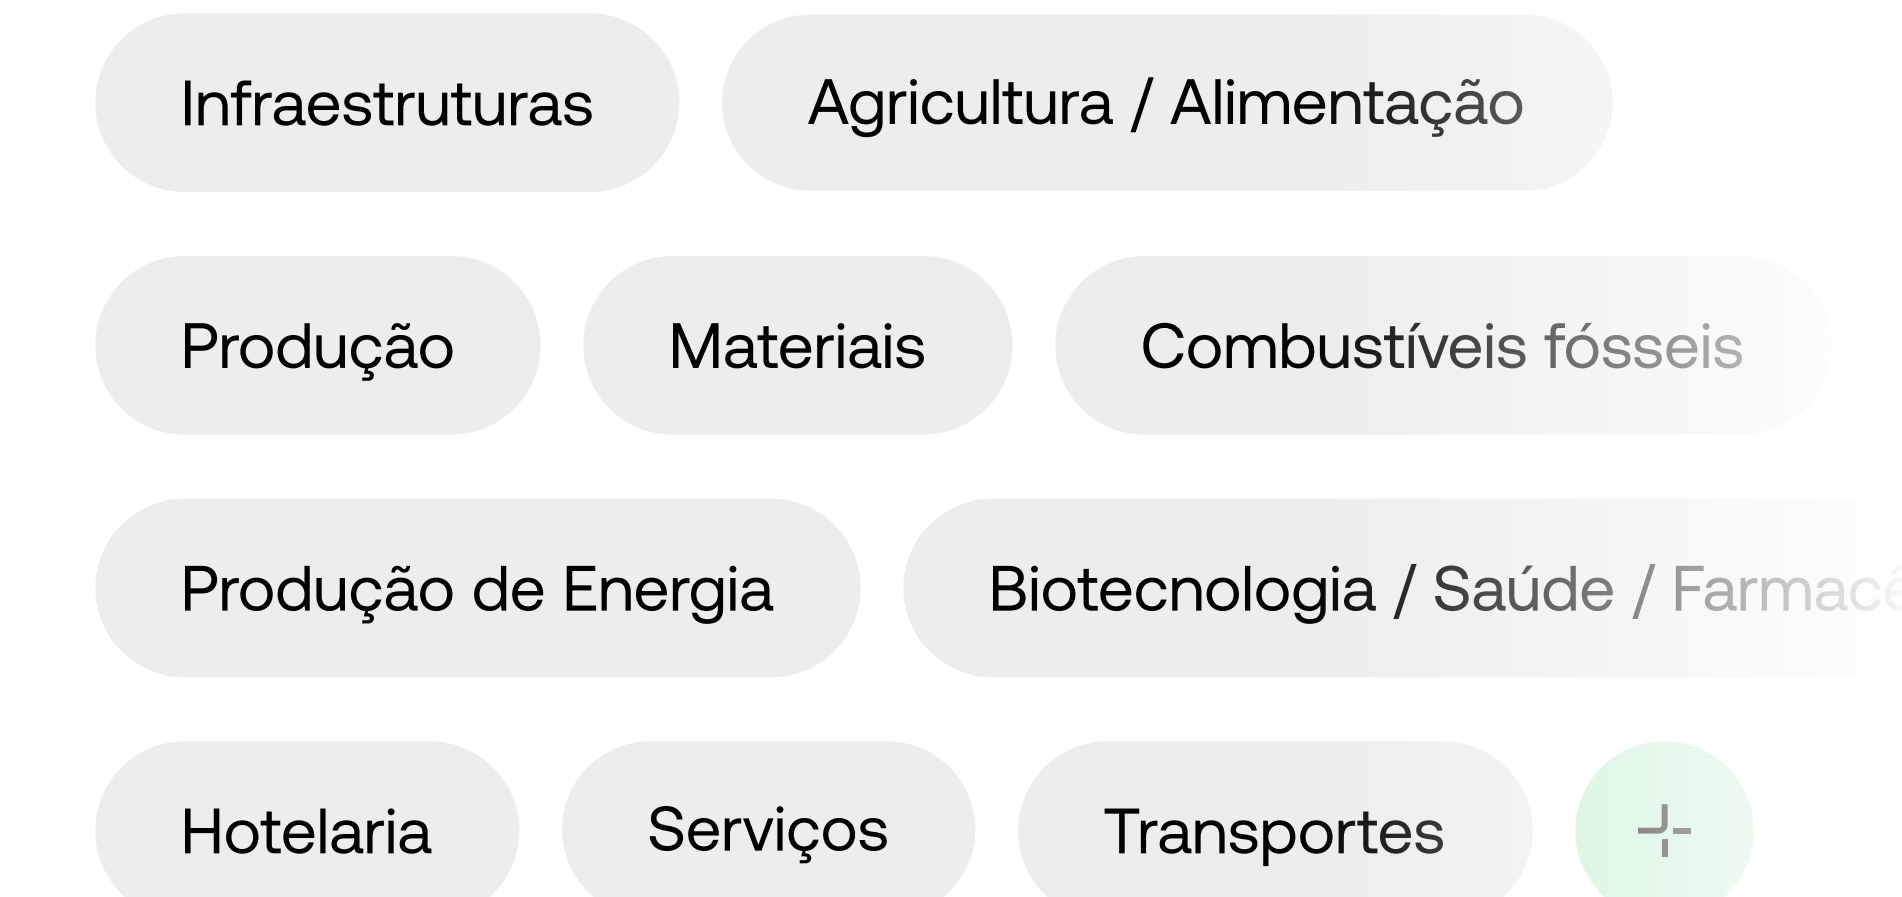 Infraestruturas Agricultura / Alimentação
Produção Materiais Combustíveis fósseis
Produção de Energia Biotecnologia / Saúde /
Hotelaria Serviços Transportes